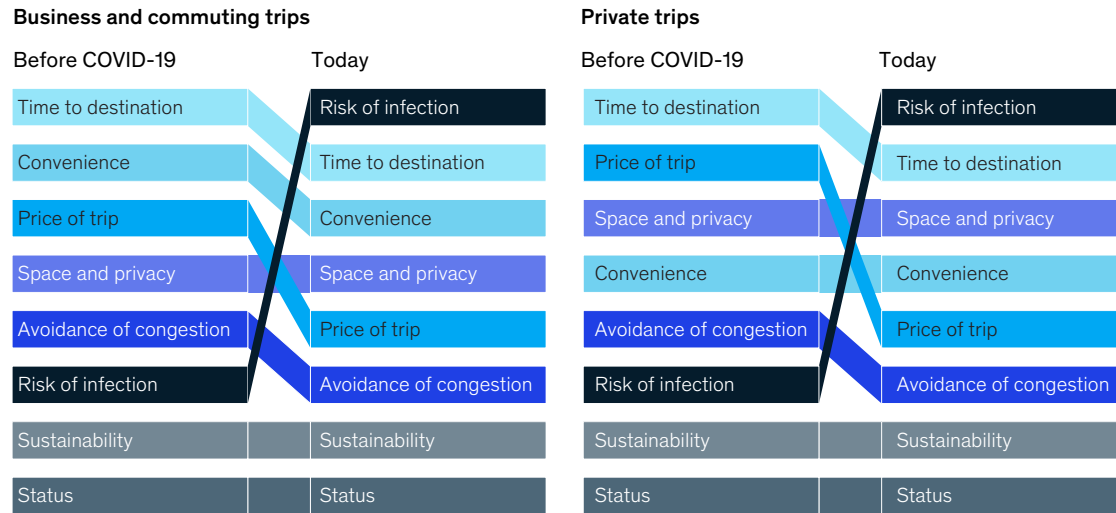 Business and commuting trips
Before COVID-19
Today
Time to destination
Convenience
Price of trip
Space and privacy
Avoidance of congestion
Risk of infection
Sustainability
Status
Risk of infection
Time to destination
Convenience
Space and privacy
Price of trip
Avoidance of congestion
Sustainability
Status
Private trips
Before COVID-19
Today
Time to destination
Price of trip
Space and privacy
Convenience
Avoidance of congestion
Risk of infection
Sustainability
Status
Risk of infection
Time to destination
Space and privacy
Convenience
Price of trip
Avoidance of congestion
Sustainability
Status